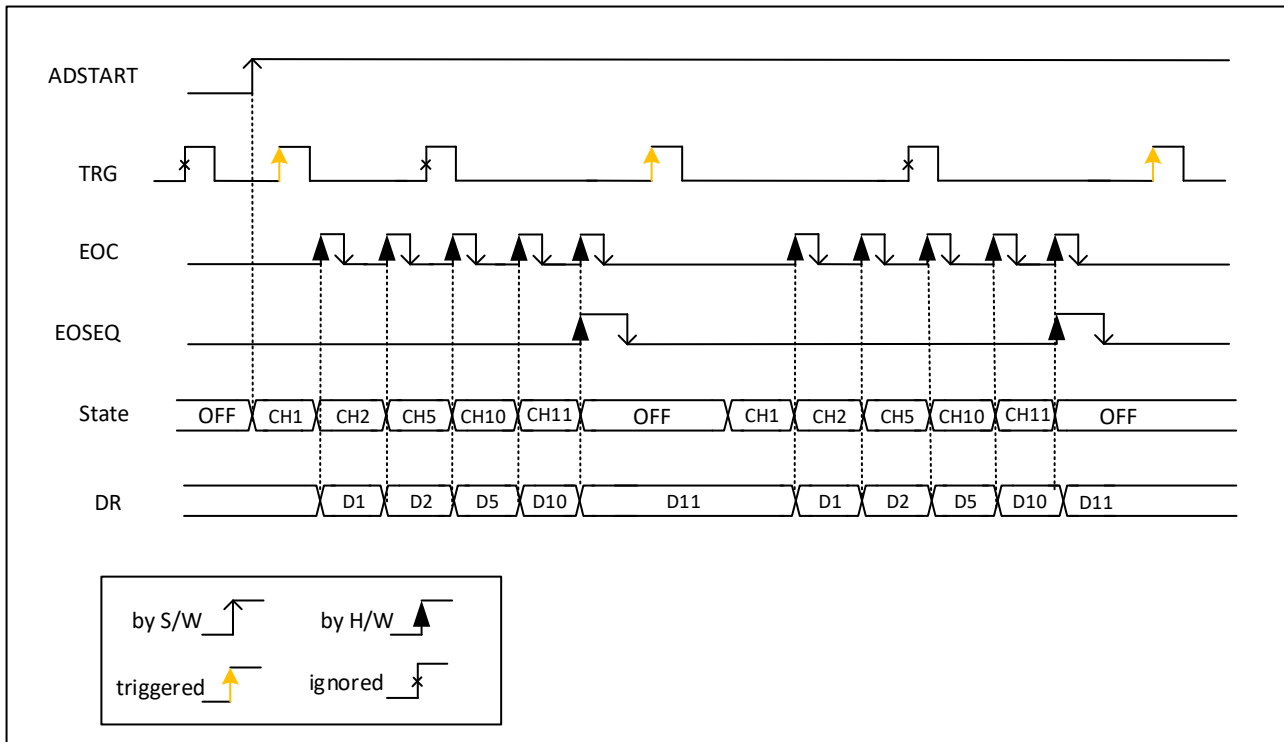 ADSTART
TRG
EOC
EOSEQ
State OFF CH1 CH2 CH5 CH10 CH11 OFF CH1 CH2 CH5 CH10 CH11 OFF
DR D1 D2 D5 D10 D11 D1 D2 D5 D10 D11
by S/W by H/W
triggered ignored